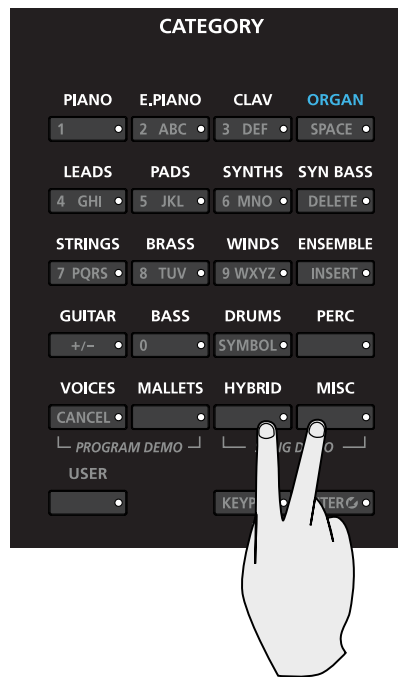 CATEGORY
PIANO E.PIANO CLAV ORGAN
1 2 ABC 3 DEF SPACE
LEADS PADS SYNTHS SYN BASS
4 GHI 5 JKL 6 MNO DELETE
STRINGS BRASS WINDS ENSEMBLE
7 PQRS 8 TUV 9 WXYZ INSERT
GUITAR BASS DRUMS PERC
+/− 0 SYMBOL
VOICES MALLETS HYBRID MISC
CANCEL
PROGRAM DEMO
USER